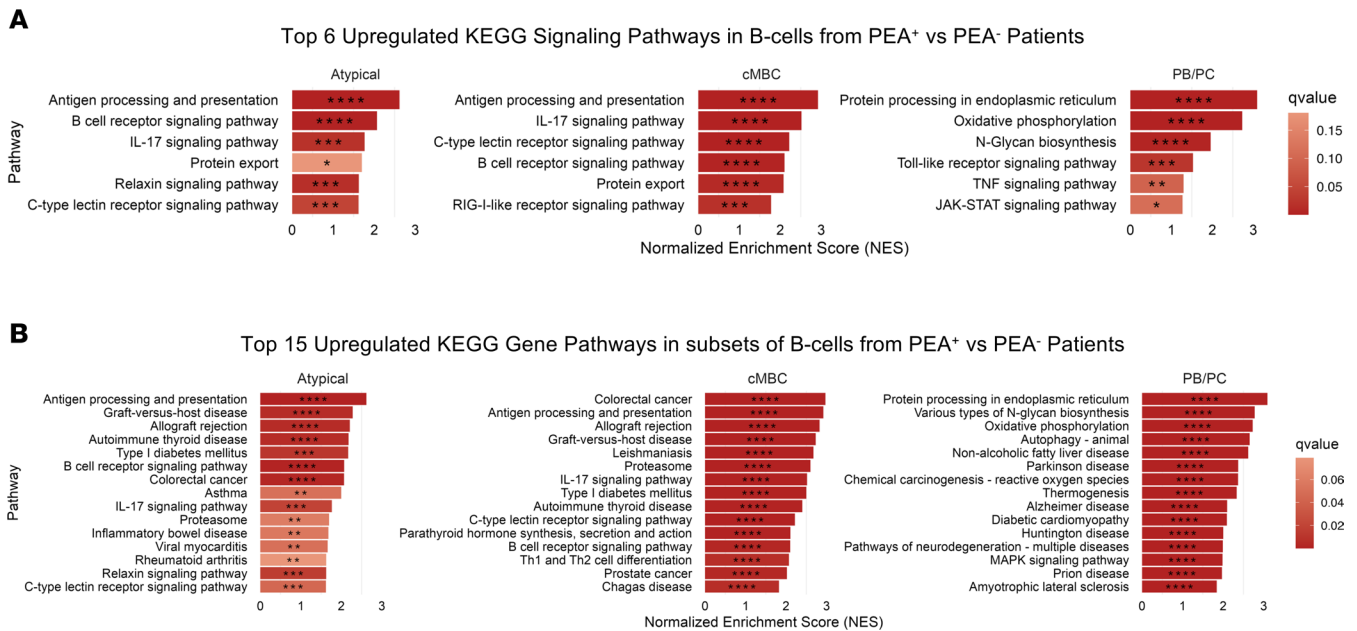 A
Top 6 Upregulated KEGG Signaling Pathways in B-cells from PEA⁺ vs PEA⁻ Patients
Pathway
Atypical
Antigen processing and presentation ****
B cell receptor signaling pathway ****
IL-17 signaling pathway ***
Protein export *
Relaxin signaling pathway ***
C-type lectin receptor signaling pathway ***
0 1 2 3
cMBC
Antigen processing and presentation ****
IL-17 signaling pathway ****
C-type lectin receptor signaling pathway ****
B cell receptor signaling pathway ****
Protein export ****
RIG-I-like receptor signaling pathway ***
0 1 2 3
PB/PC
Protein processing in endoplasmic reticulum ****
Oxidative phosphorylation ****
N-Glycan biosynthesis ****
Toll-like receptor signaling pathway ***
TNF signaling pathway **
JAK-STAT signaling pathway *
0 1 2 3
Normalized Enrichment Score (NES)
qvalue
0.15
0.10
0.05
B
Top 15 Upregulated KEGG Gene Pathways in subsets of B-cells from PEA⁺ vs PEA⁻ Patients
Pathway
Atypical
Antigen processing and presentation ****
Graft-versus-host disease ****
Allograft rejection ****
Autoimmune thyroid disease ****
Type I diabetes mellitus ***
B cell receptor signaling pathway ****
Colorectal cancer ****
Asthma **
IL-17 signaling pathway ***
Proteasome **
Inflammatory bowel disease **
Viral myocarditis **
Rheumatoid arthritis **
Relaxin signaling pathway ***
C-type lectin receptor signaling pathway ***
0 1 2 3
cMBC
Colorectal cancer ****
Antigen processing and presentation ****
Allograft rejection ****
Graft-versus-host disease ****
Leishmaniasis ****
Proteasome ****
IL-17 signaling pathway ****
Type I diabetes mellitus ****
Autoimmune thyroid disease ****
C-type lectin receptor signaling pathway ****
Parathyroid hormone synthesis, secretion and action ****
B cell receptor signaling pathway ****
Th1 and Th2 cell differentiation ****
Prostate cancer ****
Chagas disease ****
0 1 2 3
PB/PC
Protein processing in endoplasmic reticulum ****
Various types of N-glycan biosynthesis ****
Oxidative phosphorylation ****
Autophagy - animal ****
Non-alcoholic fatty liver disease ****
Parkinson disease ****
Chemical carcinogenesis - reactive oxygen species ****
Thermogenesis ****
Alzheimer disease ****
Diabetic cardiomyopathy ****
Huntington disease ****
Pathways of neurodegeneration - multiple diseases ****
MAPK signaling pathway ****
Prion disease ****
Amyotrophic lateral sclerosis ****
0 1 2 3
Normalized Enrichment Score (NES)
qvalue
0.06
0.04
0.02